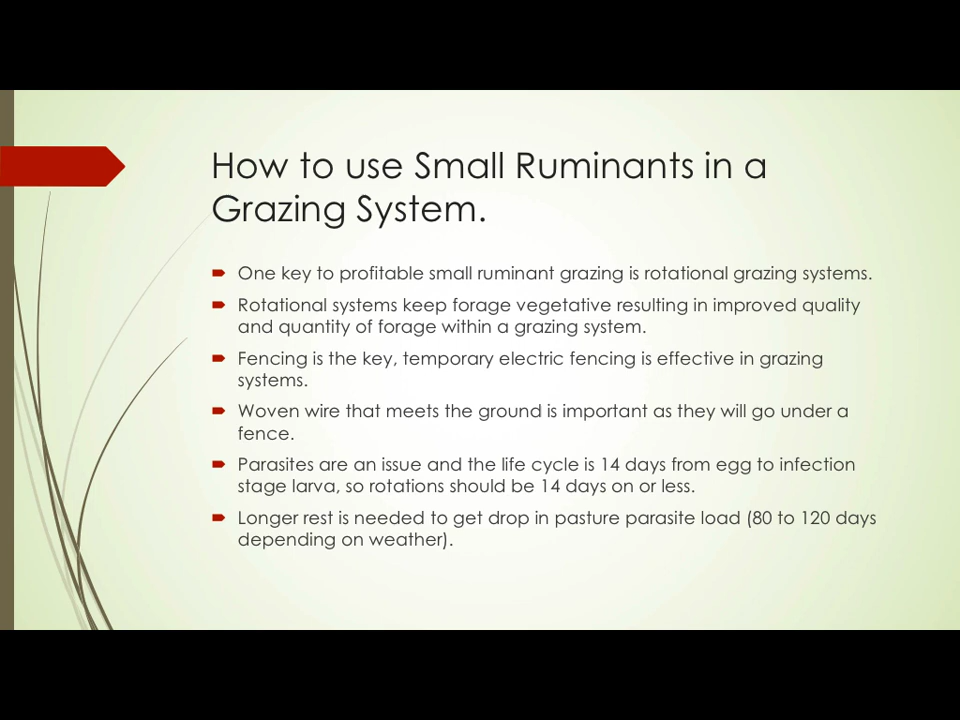 How to use Small Ruminants in a
Grazing System.
One key to profitable small ruminant grazing is rotational grazing systems.
Rotational systems keep forage vegetative resulting in improved quality
and quantity of forage within a grazing system.
Fencing is the key, temporary electric fencing is effective in grazing
systems.
Woven wire that meets the ground is important as they will go under a
fence.
Parasites are an issue and the life cycle is 14 days from egg to infection
stage larva, so rotations should be 14 days on or less.
Longer rest is needed to get drop in pasture parasite load (80 to 120 days
depending on weather).